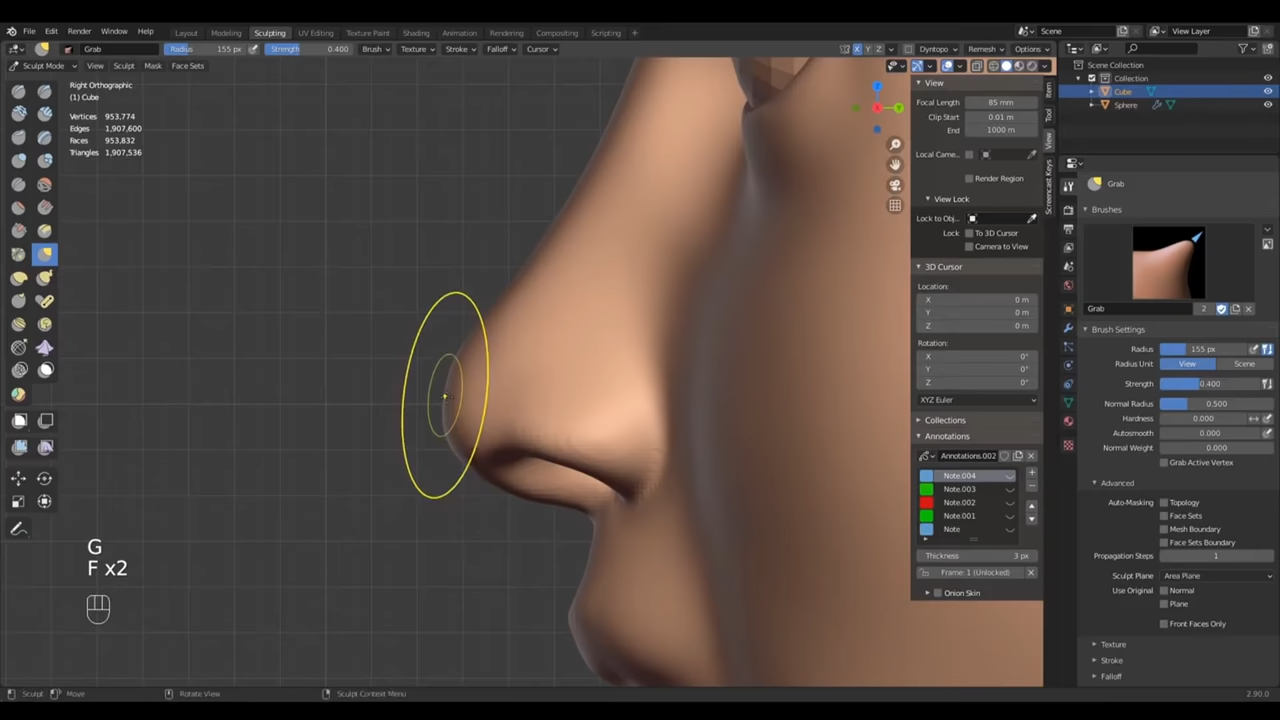 File Edit Render Window Help Layout Modeling Sculpting UV Editing Texture Paint Shading Animation Rendering Compositing Scripting + Scene View Layer
Grab Radius 155 px Strength 0.400 Brush Texture Stroke Falloff Cursor X Y Z Dyntopo Remesh Options
Sculpt Mode View Sculpt Mask Face Sets
Right Orthographic
(1) Cube
Vertices 953,774
Edges 1,907,600
Faces 953,832
Triangles 1,907,536
G
F x2
View
Focal Length 85 mm
Clip Start 0.01 m
End 1000 m
Local Came...
Render Region
View Lock
Lock to Obj...
Lock To 3D Cursor
Camera to View
3D Cursor
Location:
X 0 m
Y 0 m
Z 0 m
Rotation:
X 0°
Y 0°
Z 0°
XYZ Euler
Collections
Annotations
Annotations.002
Note.004
Note.003
Note.002
Note.001
Note
Thickness 3 px
Frame: 1 (Unlocked)
Onion Skin
Item
Tool
View
Screencast Keys
Scene Collection
Collection
Cube
Sphere
Grab
Brushes
Grab 2
Brush Settings
Radius 155 px
Radius Unit View Scene
Strength 0.400
Normal Radius 0.500
Hardness 0.000
Autosmooth 0.000
Normal Weight 0.000
Grab Active Vertex
Advanced
Auto-Masking Topology
Face Sets
Mesh Boundary
Face Sets Boundary
Propagation Steps 1
Sculpt Plane Area Plane
Use Original Normal
Plane
Front Faces Only
Texture
Stroke
Falloff
Sculpt Move Rotate View Sculpt Context Menu 2.90.0